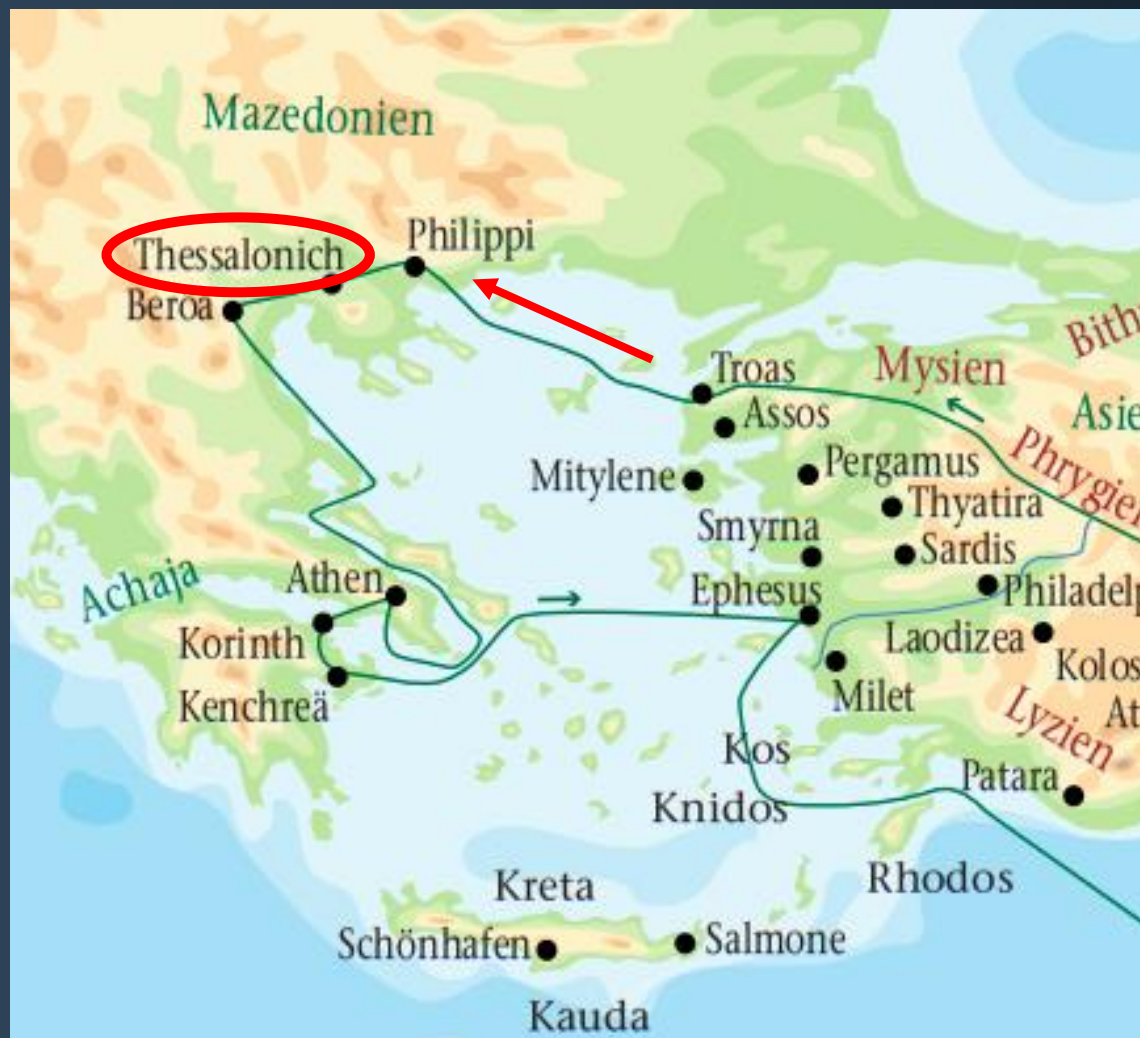 Mazedonien
Philippi
Thessalonich
Beroa
Bith
Troas
Mysien
Asie
Assos
Phrygien
Mitylene
Pergamus
Thyatira
Smyrna
Sardis
Achaja
Athen
Ephesus
Philadelp
Korinth
Laodizea
Kolos
Kenchreä
Milet
At
Lyzien
Kos
Patara
Knidos
Kreta
Rhodos
Schönhafen
Salmone
Kauda